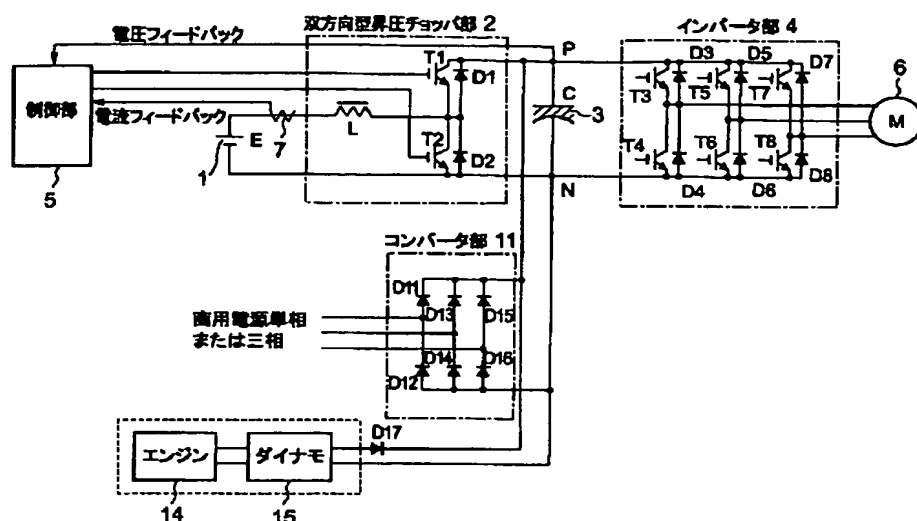 双方向型昇圧チョッパ部 2
インバータ部 4
電圧フィードバック
P
T1
D1
D3
D5
D7
6
制御部
C
3
T3
T5
T7
M
電流フィードバック
E
7
L
T2
D2
T4
T6
T8
1
5
N
D4
D6
D8
コンバータ部 11
D11
D13
D15
商用電源単相
または三相
D14
D16
D12
D17
エンジン
ダイナモ
14
15